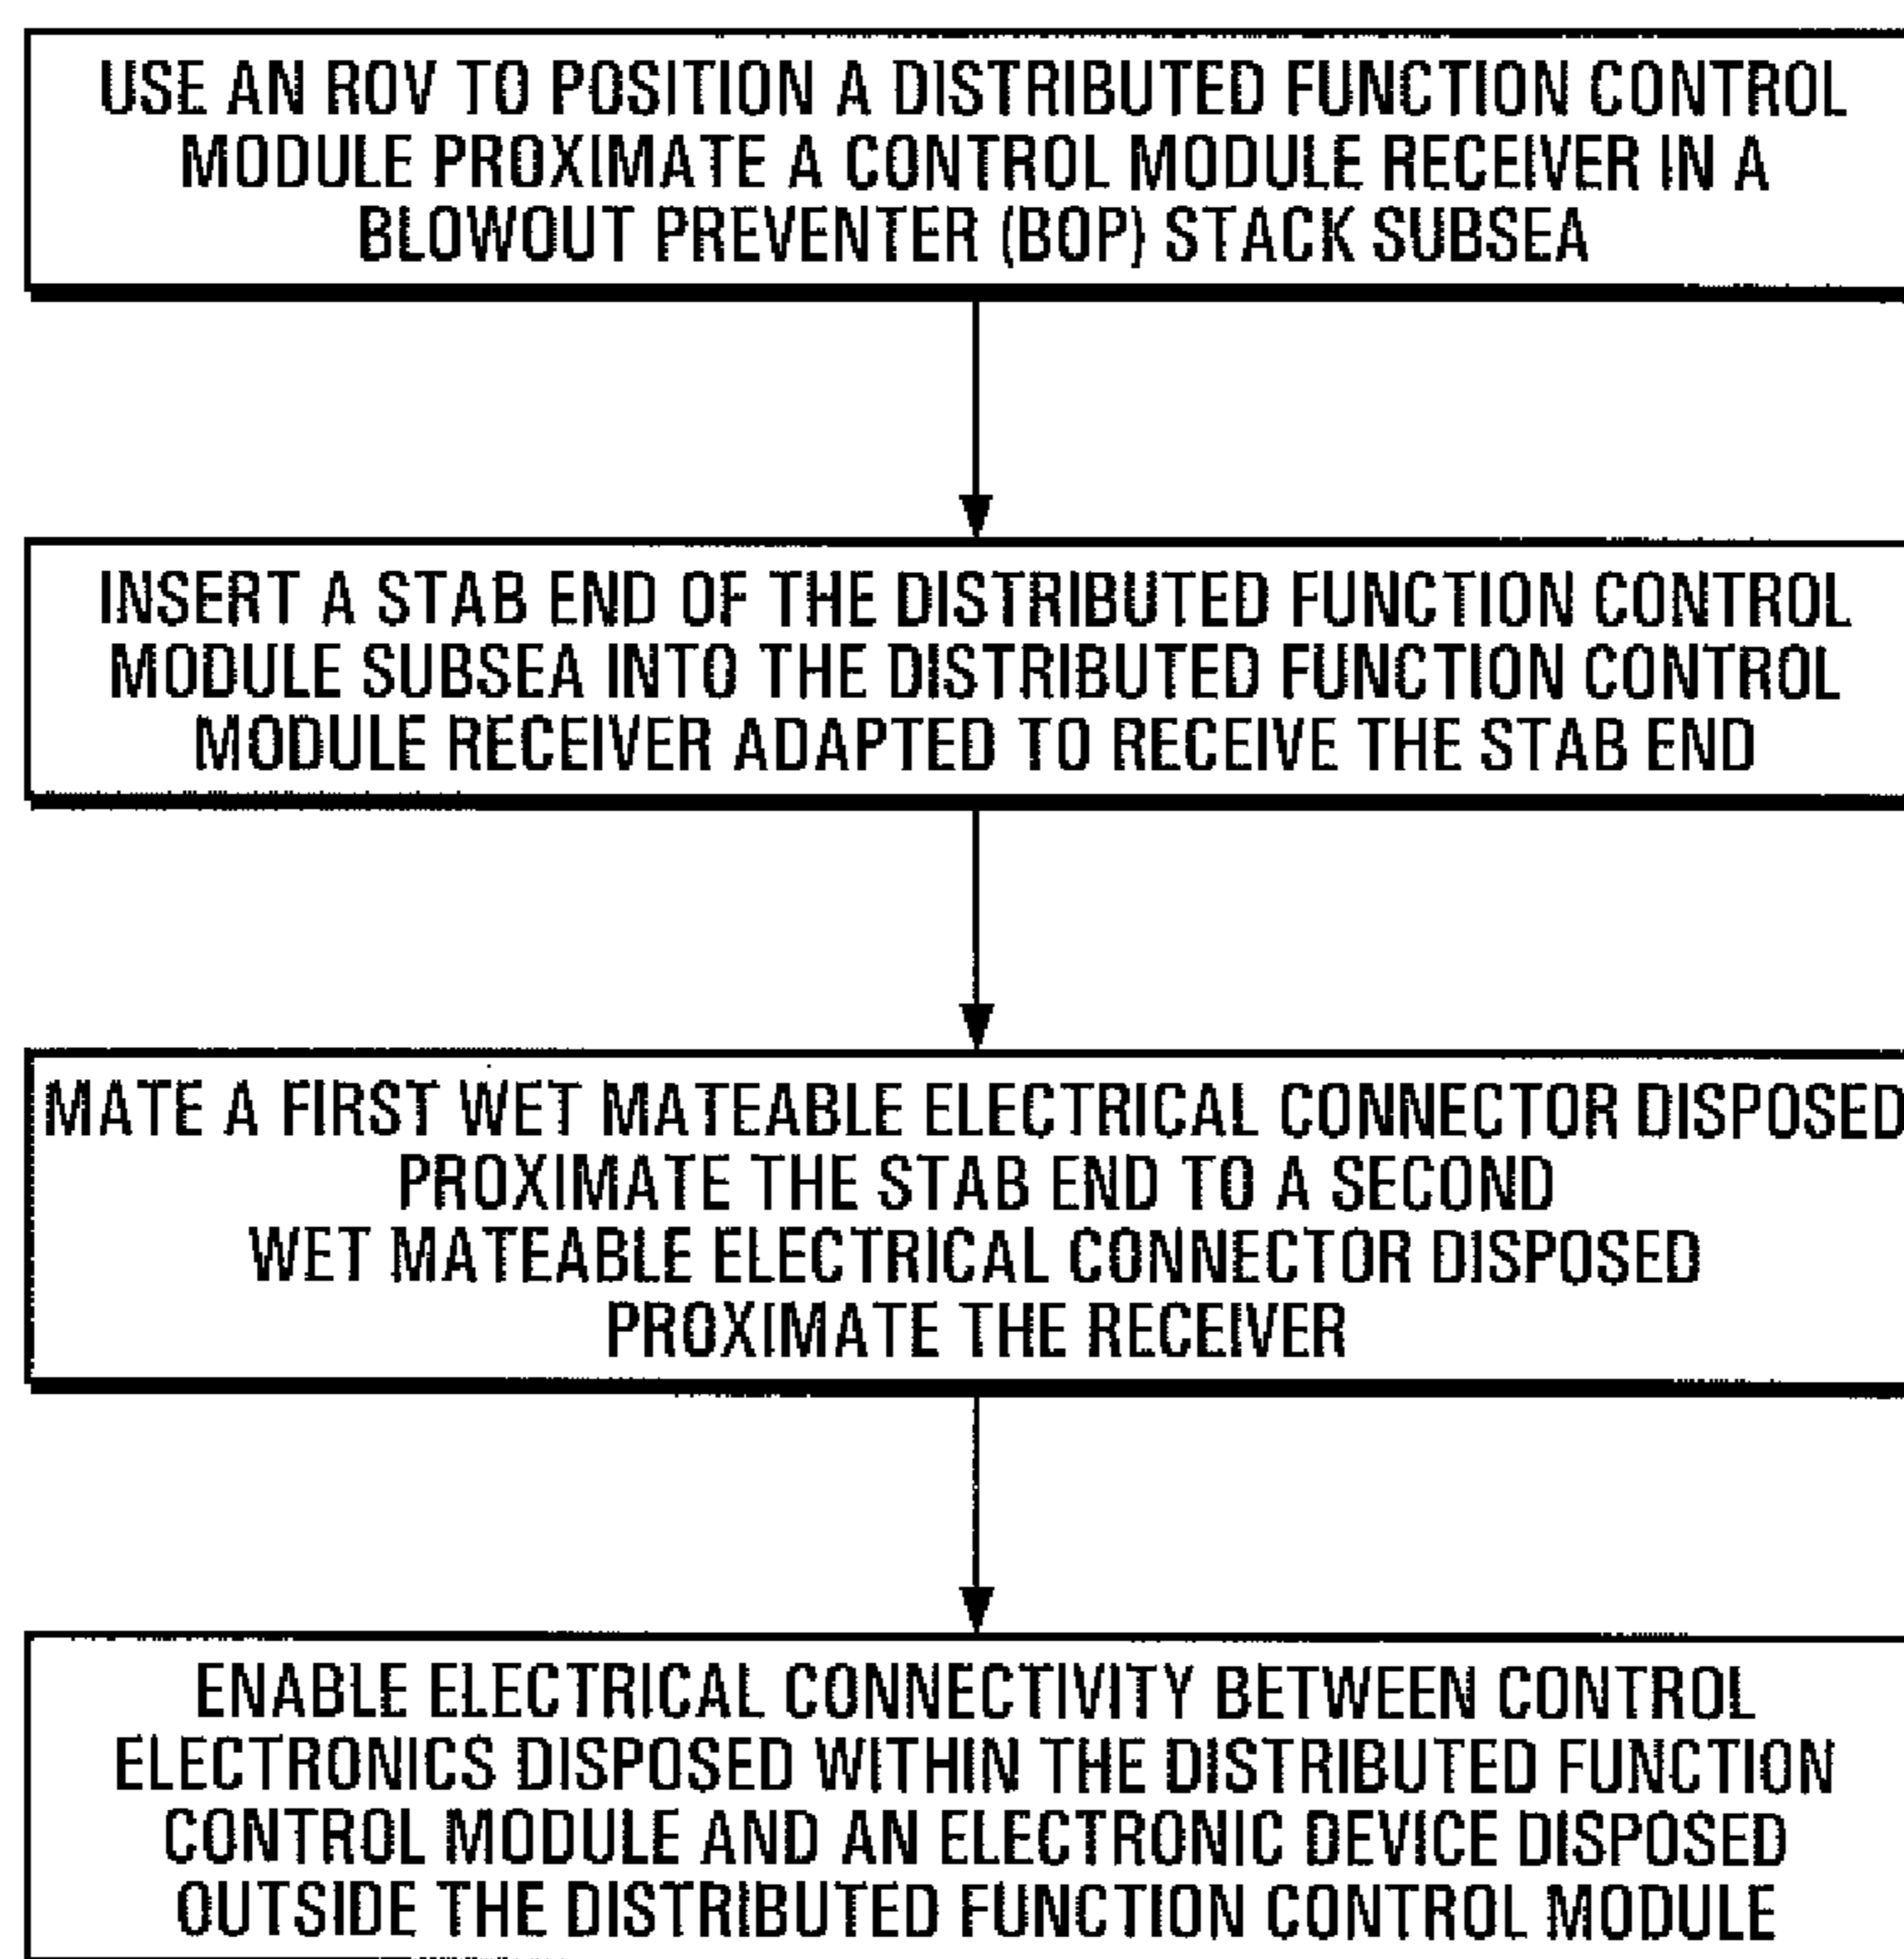 USE AN ROV TO POSITION A DISTRIBUTED FUNCTION CONTROL
MODULE PROXIMATE A CONTROL MODULE RECEIVER IN A
BLOWOUT PREVENTER (BOP) STACK SUBSEA
INSERT A STAB END OF THE DISTRIBUTED FUNCTION CONTROL
MODULE SUBSEA INTO THE DISTRIBUTED FUNCTION CONTROL
MODULE RECEIVER ADAPTED TO RECEIVE THE STAB END
MATE A FIRST WET MATEABLE ELECTRICAL CONNECTOR DISPOSED
PROXIMATE THE STAB END TO A SECOND
WET MATEABLE ELECTRICAL CONNECTOR DISPOSED
PROXIMATE THE RECEIVER
ENABLE ELECTRICAL CONNECTIVITY BETWEEN CONTROL
ELECTRONICS DISPOSED WITHIN THE DISTRIBUTED FUNCTION
CONTROL MODULE AND AN ELECTRONIC DEVICE DISPOSED
OUTSIDE THE DISTRIBUTED FUNCTION CONTROL MODULE